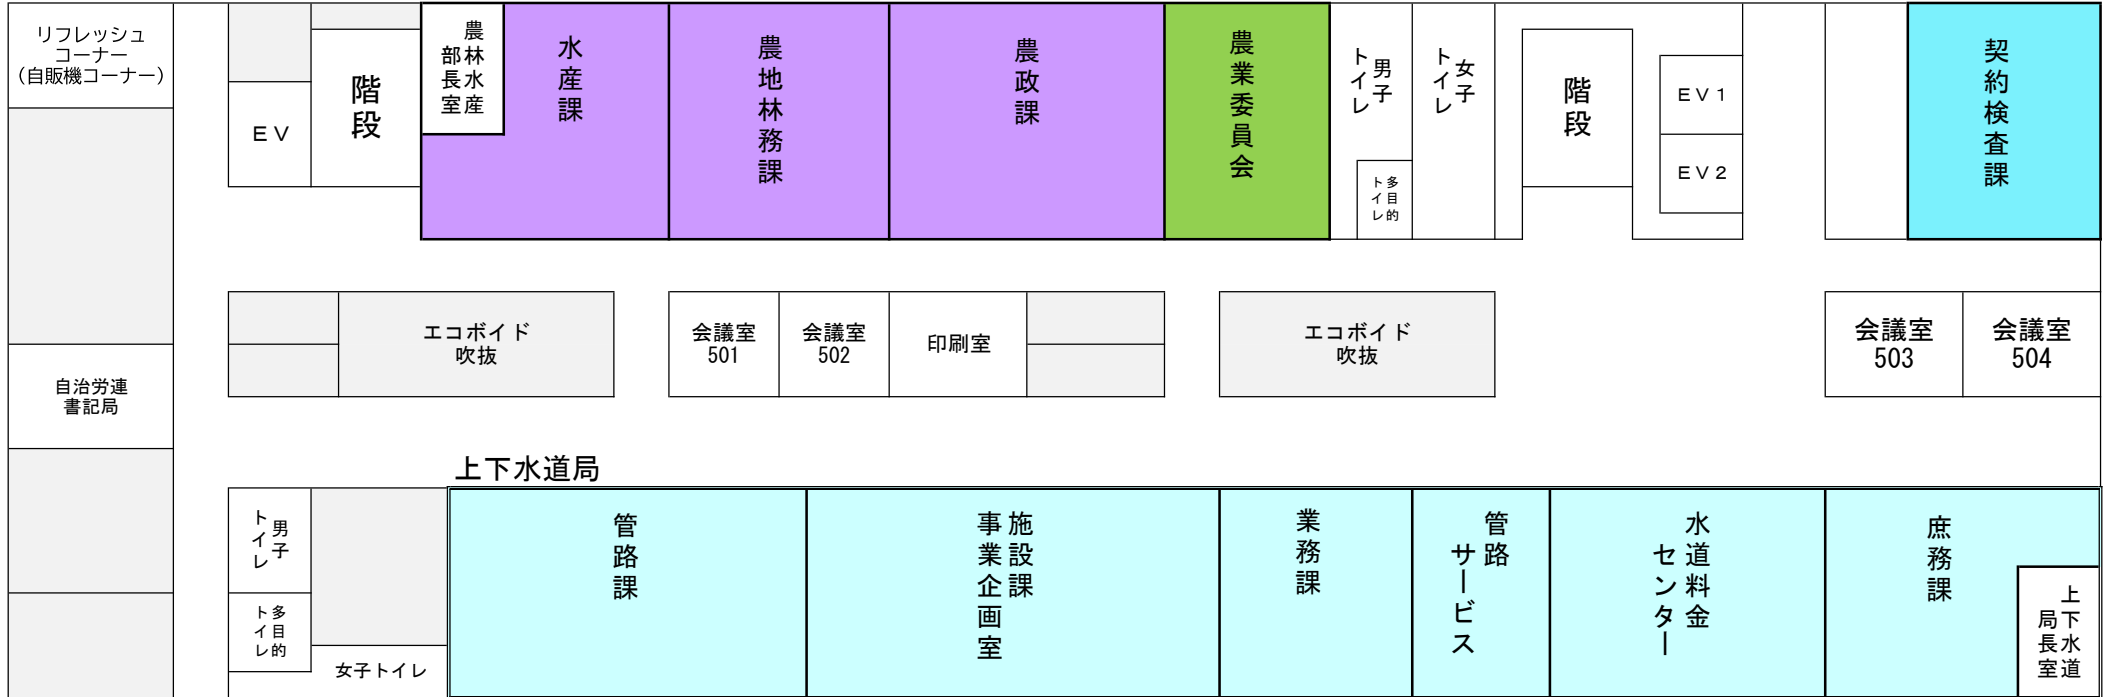 リフレッシュ
コーナー
（自販機コーナー）
ＥＶ
階段
農林水産
部長室
水産課
農地林務課
農政課
農業委員会
男子
トイレ
多目的
トイレ
女子
トイレ
階段
ＥＶ１
ＥＶ２
契約検査課
エコボイド
吹抜
会議室
501
会議室
502
印刷室
エコボイド
吹抜
会議室
503
会議室
504
自治労連
書記局
上下水道局
男子
トイレ
多目的
トイレ
女子トイレ
管路課
施設課
事業企画室
業務課
管路
サービス
水道料金
センター
庶務課
上下水道
局長室